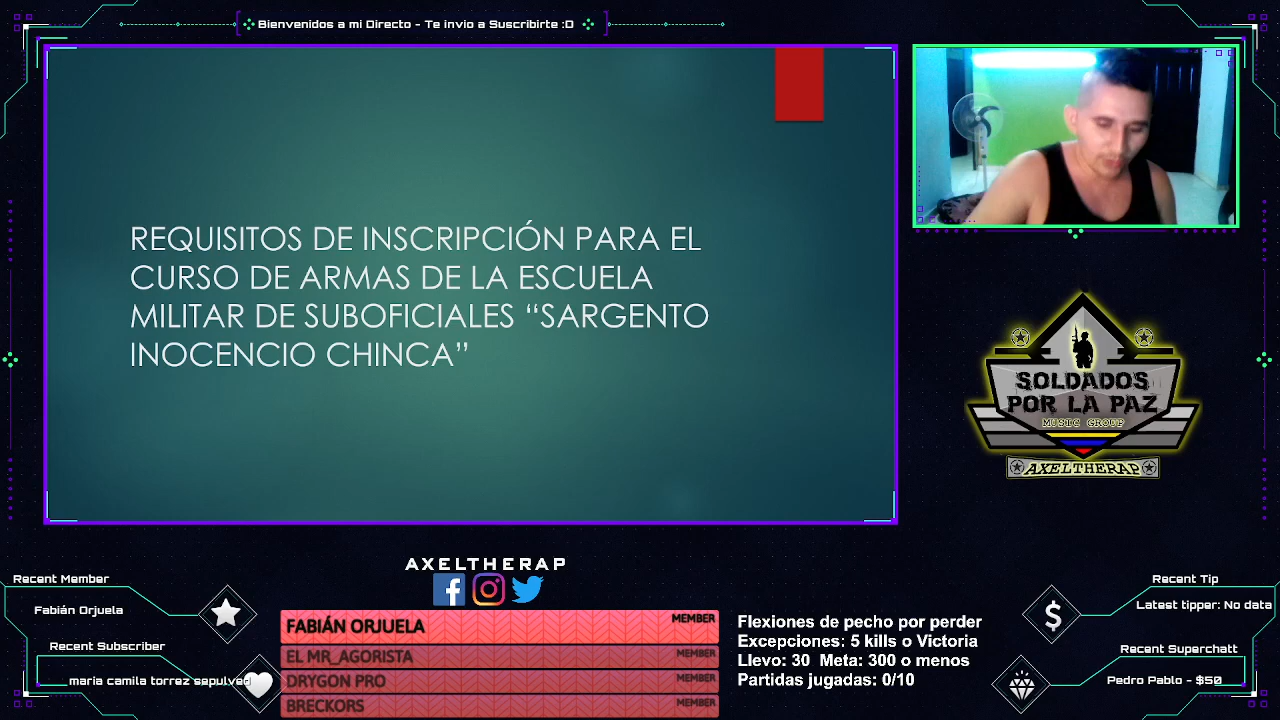 Bienvenidos a mi Directo - Te invio a Suscribirte :D
REQUISITOS DE INSCRIPCIÓN PARA EL
CURSO DE ARMAS DE LA ESCUELA
MILITAR DE SUBOFICIALES “SARGENTO
INOCENCIO CHINCA”
SOLDADOS
POR LA PAZ
MUSIC GROUP
AXELTHERAP
AXELTHERAP
Recent Member
Fabián Orjuela
Recent Subscriber
maria camila torrez sepulved
FABIÁN ORJUELA MEMBER
EL MR_AGORISTA MEMBER
DRYGON PRO MEMBER
BRECKORS MEMBER
Flexiones de pecho por perder
Excepciones: 5 kills o Victoria
Llevo: 30 Meta: 300 o menos
Partidas jugadas: 0/10
Recent Tip
Latest tipper: No data
Recent Superchatt
Pedro Pablo - $50